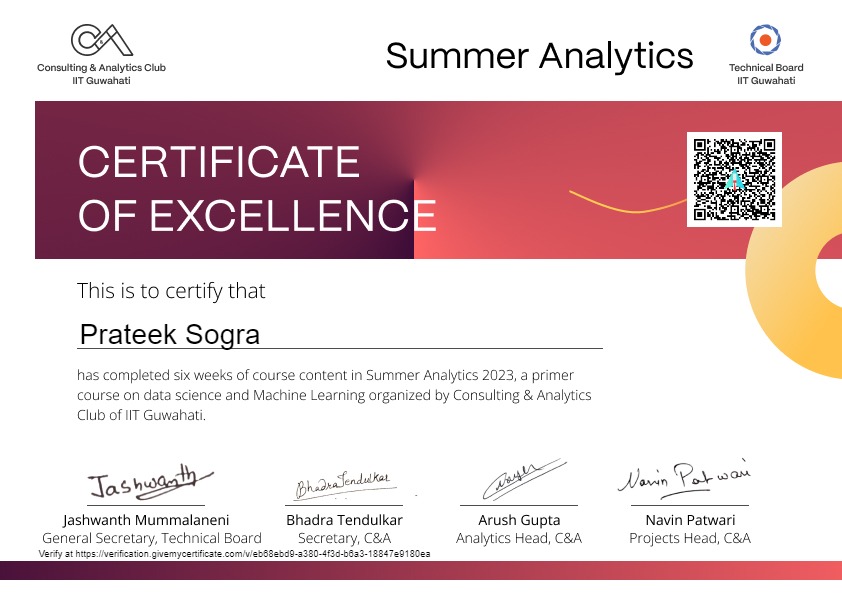 Consulting & Analytics Club
IIT Guwahati
Summer Analytics
Technical Board
IIT Guwahati
CERTIFICATE
OF EXCELLENCE
This is to certify that
Prateek Sogra
has completed six weeks of course content in Summer Analytics 2023, a primer
course on data science and Machine Learning organized by Consulting & Analytics
Club of IIT Guwahati.
Jashwanth
BhadraTendulkar
Navin Patwari
Jashwanth Mummalaneni
General Secretary, Technical Board
Bhadra Tendulkar
Secretary, C&A
Arush Gupta
Analytics Head, C&A
Navin Patwari
Projects Head, C&A
Verify at https://verification.givemycertificate.com/v/eb68ebd9-a380-4f3d-b6a3-18847e9180ea